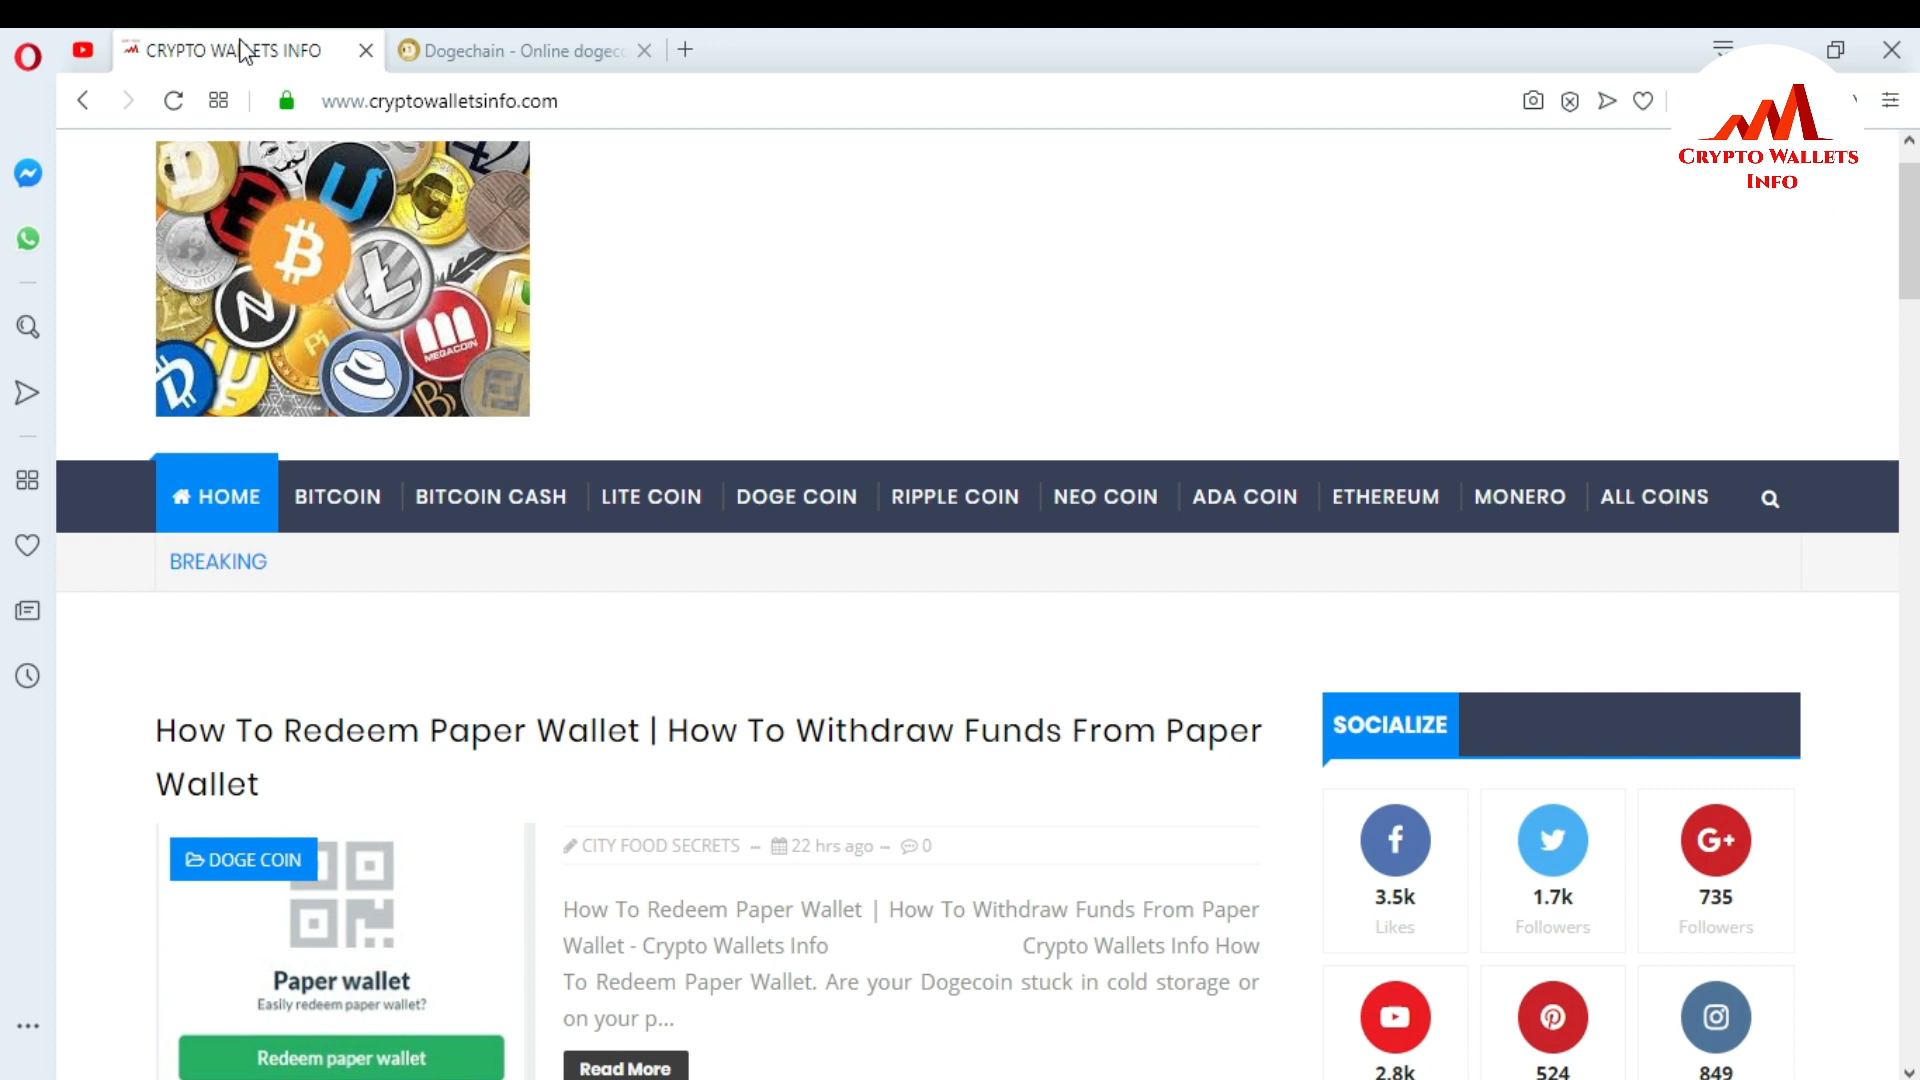 CRYPTO WALLETS INFO
Dogechain - Online dogec
www.cryptowalletsinfo.com
CRYPTO WALLETS
INFO
MEGACOIN
HOME
BITCOIN
BITCOIN CASH
LITE COIN
DOGE COIN
RIPPLE COIN
NEO COIN
ADA COIN
ETHEREUM
MONERO
ALL COINS
BREAKING
How To Redeem Paper Wallet | How To Withdraw Funds From Paper
Wallet
DOGE COIN
Paper wallet
Easily redeem paper wallet?
Redeem paper wallet
CITY FOOD SECRETS – 22 hrs ago – 0
How To Redeem Paper Wallet | How To Withdraw Funds From Paper
Wallet - Crypto Wallets Info Crypto Wallets Info How
To Redeem Paper Wallet. Are your Dogecoin stuck in cold storage or
on your p...
Read More
SOCIALIZE
3.5k
Likes
1.7k
Followers
G+
735
Followers
2.8k
524
849